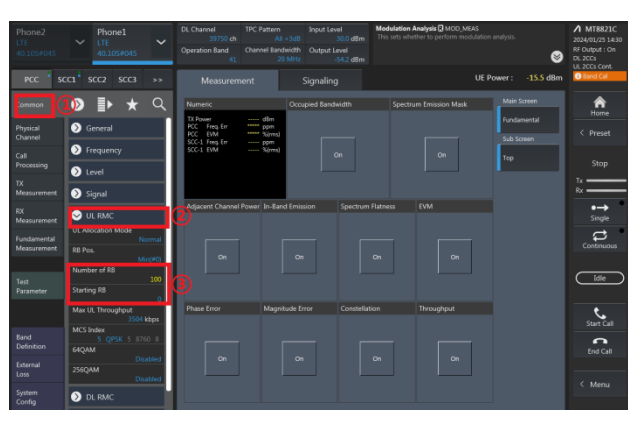 Phone2
LTE
40.105#045
Phone1
LTE
40.105#045
DL Channel
39750 ch
TPC Pattern
Alt +3dB
Input Level
30.0 dBm
Operation Band
41
Channel Bandwidth
20 MHz
Output Level
-54.2 dBm
Modulation Analysis MOD_MEAS
This sets whether to perform modulation analysis.
MT8821C
2024/01/25 14:30
RF Output : On
DL 2CCs
UL 2CCs Cont.
Band Cal
PCC
SCC1
SCC2
SCC3
>>
Measurement
Signaling
UE Power : -15.5 dBm
Common
①
Physical
Channel
Call
Processing
TX
Measurement
RX
Measurement
Fundamental
Measurement
Test
Parameter
Band
Definition
External
Loss
System
Config
General
Frequency
Level
Signal
UL RMC
②
UL Allocation Mode
Normal
RB Pos.
Min(#0)
Number of RB
100
Starting RB
0
③
Max UL Throughput
3504 kbps
MCS Index
5 QPSK 5 8760 8
64QAM
Disabled
256QAM
Disabled
DL RMC
Numeric
TX Power ----- dBm
PCC Freq. Err ----- ppm
PCC EVM ----- %(rms)
SCC-1 Freq. Err ----- ppm
SCC-1 EVM ----- %(rms)
Occupied Bandwidth
On
Spectrum Emission Mask
On
Main Screen
Fundamental
Sub Screen
Top
Adjacent Channel Power
On
In-Band Emission
On
Spectrum Flatness
On
EVM
On
Phase Error
On
Magnitude Error
On
Constellation
On
Throughput
On
Home
< Preset
Stop
Tx
Rx
Single
Continuous
Idle
Start Call
End Call
< Menu